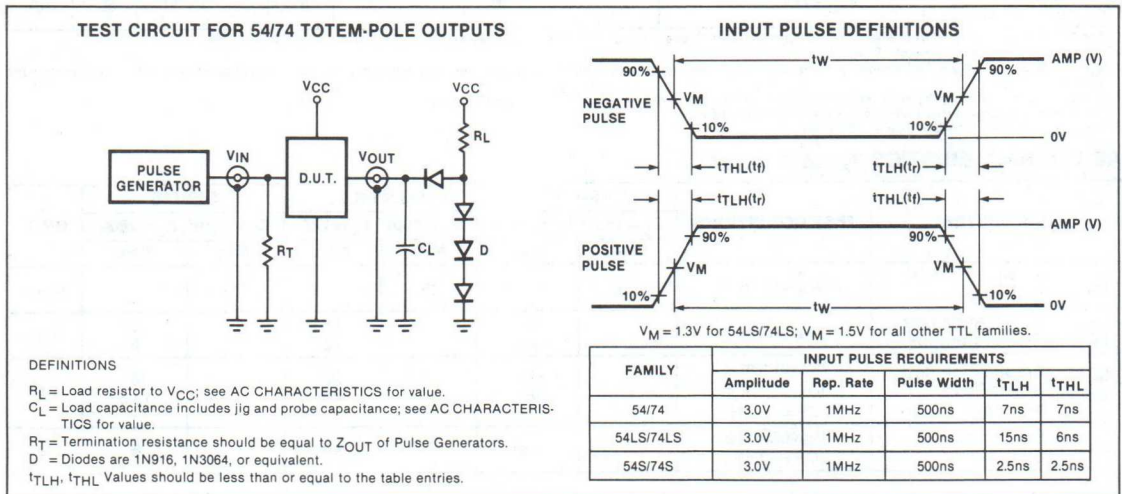 TEST CIRCUIT FOR 54/74 TOTEM-POLE OUTPUTS
VCC
VCC
RL
PULSE
GENERATOR
VIN
D.U.T.
VOUT
RT
CL
D
DEFINITIONS
RL = Load resistor to VCC; see AC CHARACTERISTICS for value.
CL = Load capacitance includes jig and probe capacitance; see AC CHARACTERIS-
TICS for value.
RT = Termination resistance should be equal to ZOUT of Pulse Generators.
D = Diodes are 1N916, 1N3064, or equivalent.
tTLH, tTHL Values should be less than or equal to the table entries.
INPUT PULSE DEFINITIONS
tW
AMP (V)
90%
90%
NEGATIVE
PULSE
VM
VM
10%
10%
0V
tTHL(tf)
tTLH(tr)
tTLH(tr)
tTHL(tf)
AMP (V)
90%
90%
POSITIVE
PULSE
VM
VM
10%
10%
0V
tW
VM = 1.3V for 54LS/74LS; VM = 1.5V for all other TTL families.
FAMILY INPUT PULSE REQUIREMENTS
Amplitude Rep. Rate Pulse Width tTLH tTHL
54/74 3.0V 1MHz 500ns 7ns 7ns
54LS/74LS 3.0V 1MHz 500ns 15ns 6ns
54S/74S 3.0V 1MHz 500ns 2.5ns 2.5ns